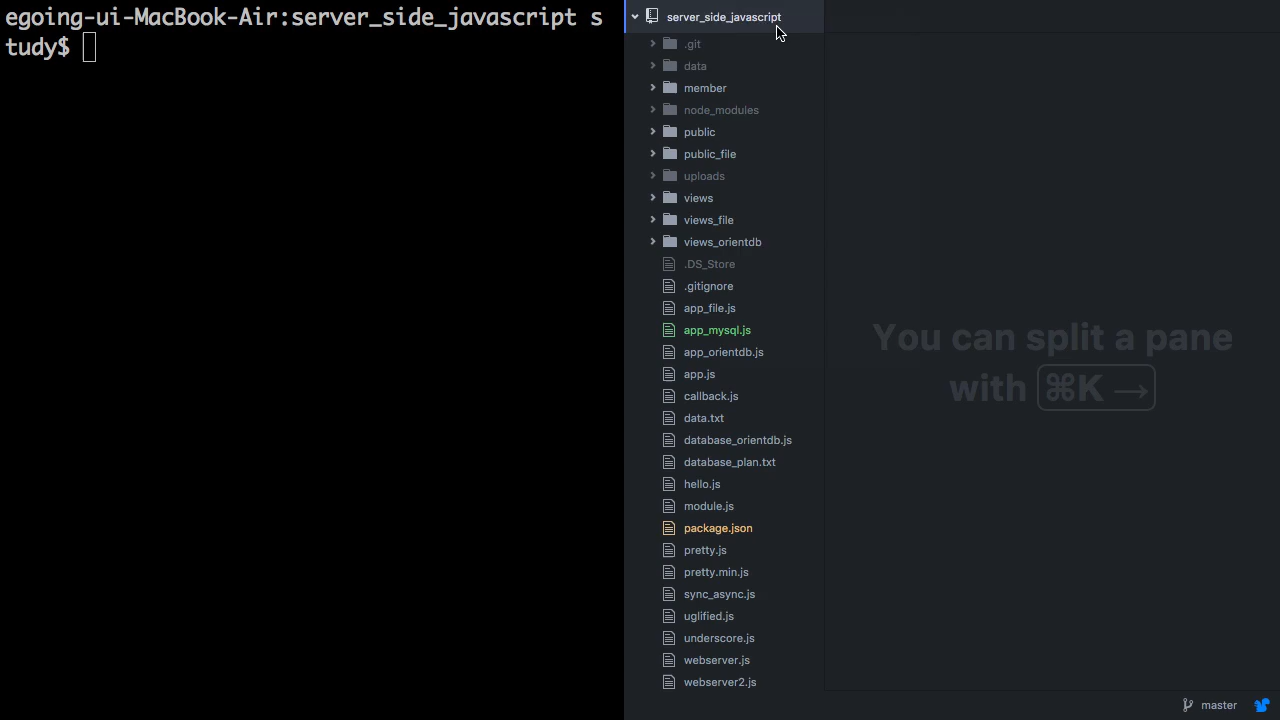 egoing-ui-MacBook-Air:server_side_javascript s
tudy$
server_side_javascript
.git
data
member
node_modules
public
public_file
uploads
views
views_file
views_orientdb
.DS_Store
.gitignore
app_file.js
app_mysql.js
app_orientdb.js
app.js
callback.js
data.txt
database_orientdb.js
database_plan.txt
hello.js
module.js
package.json
pretty.js
pretty.min.js
sync_async.js
uglified.js
underscore.js
webserver.js
webserver2.js
You can split a pane
with ⌘K →
master